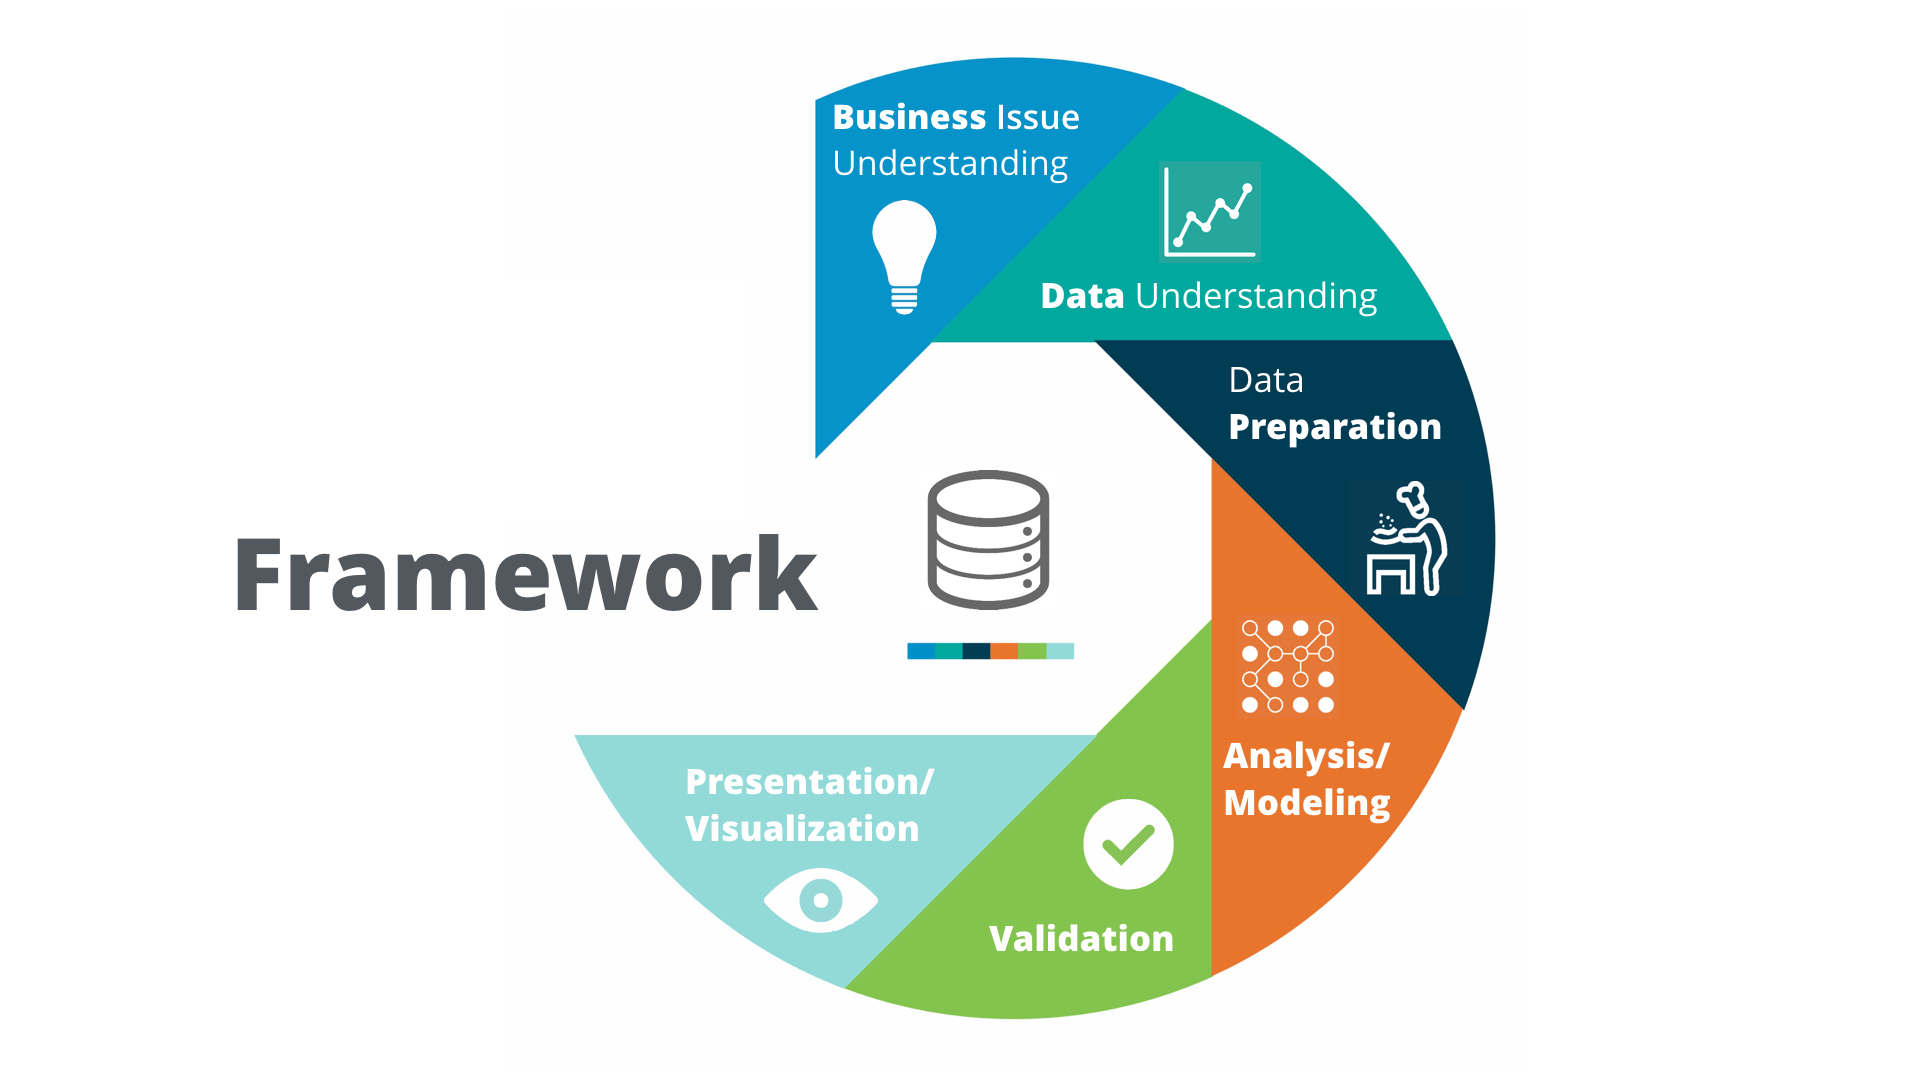 Business Issue
Understanding
Data Understanding
Data
Preparation
Framework
Analysis/
Modeling
Presentation/
Visualization
Validation